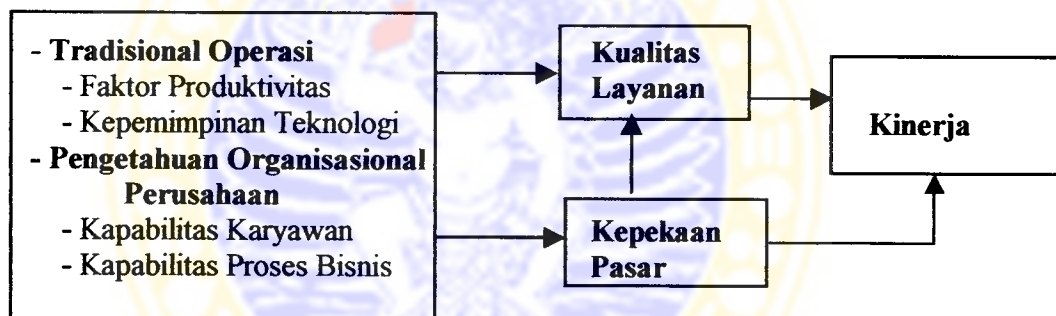 - Tradisional Operasi
- Faktor Produktivitas
- Kepemimpinan Teknologi
- Pengetahuan Organisasional
Perusahaan
- Kapabilitas Karyawan
- Kapabilitas Proses Bisnis
Kualitas
Layanan
Kepekaan
Pasar
Kinerja